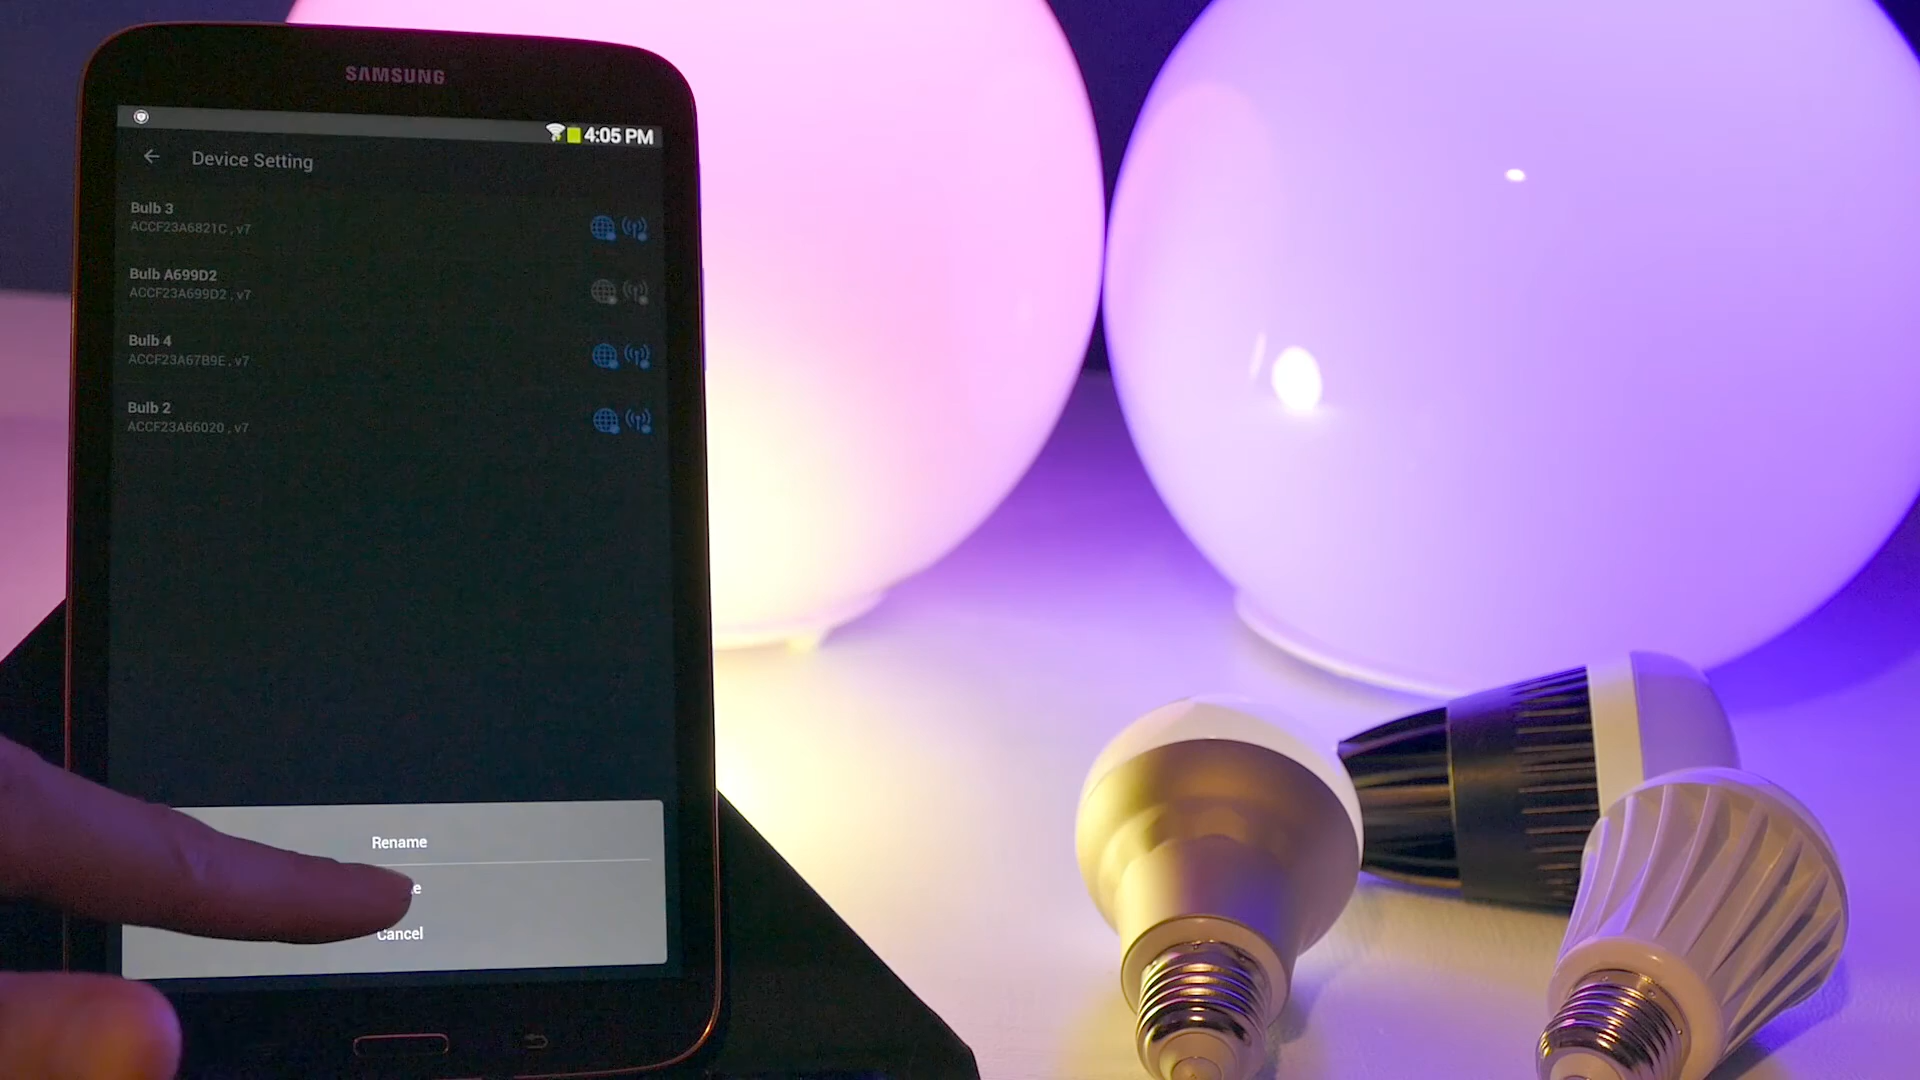 SAMSUNG
4:05 PM
Device Setting
Bulb 3
ACCF23A6821C , v7
Bulb A699D2
ACCF23A699D2 , v7
Bulb 4
ACCF23A67B9E , v7
Bulb 2
ACCF23A66020 , v7
Rename
Cancel